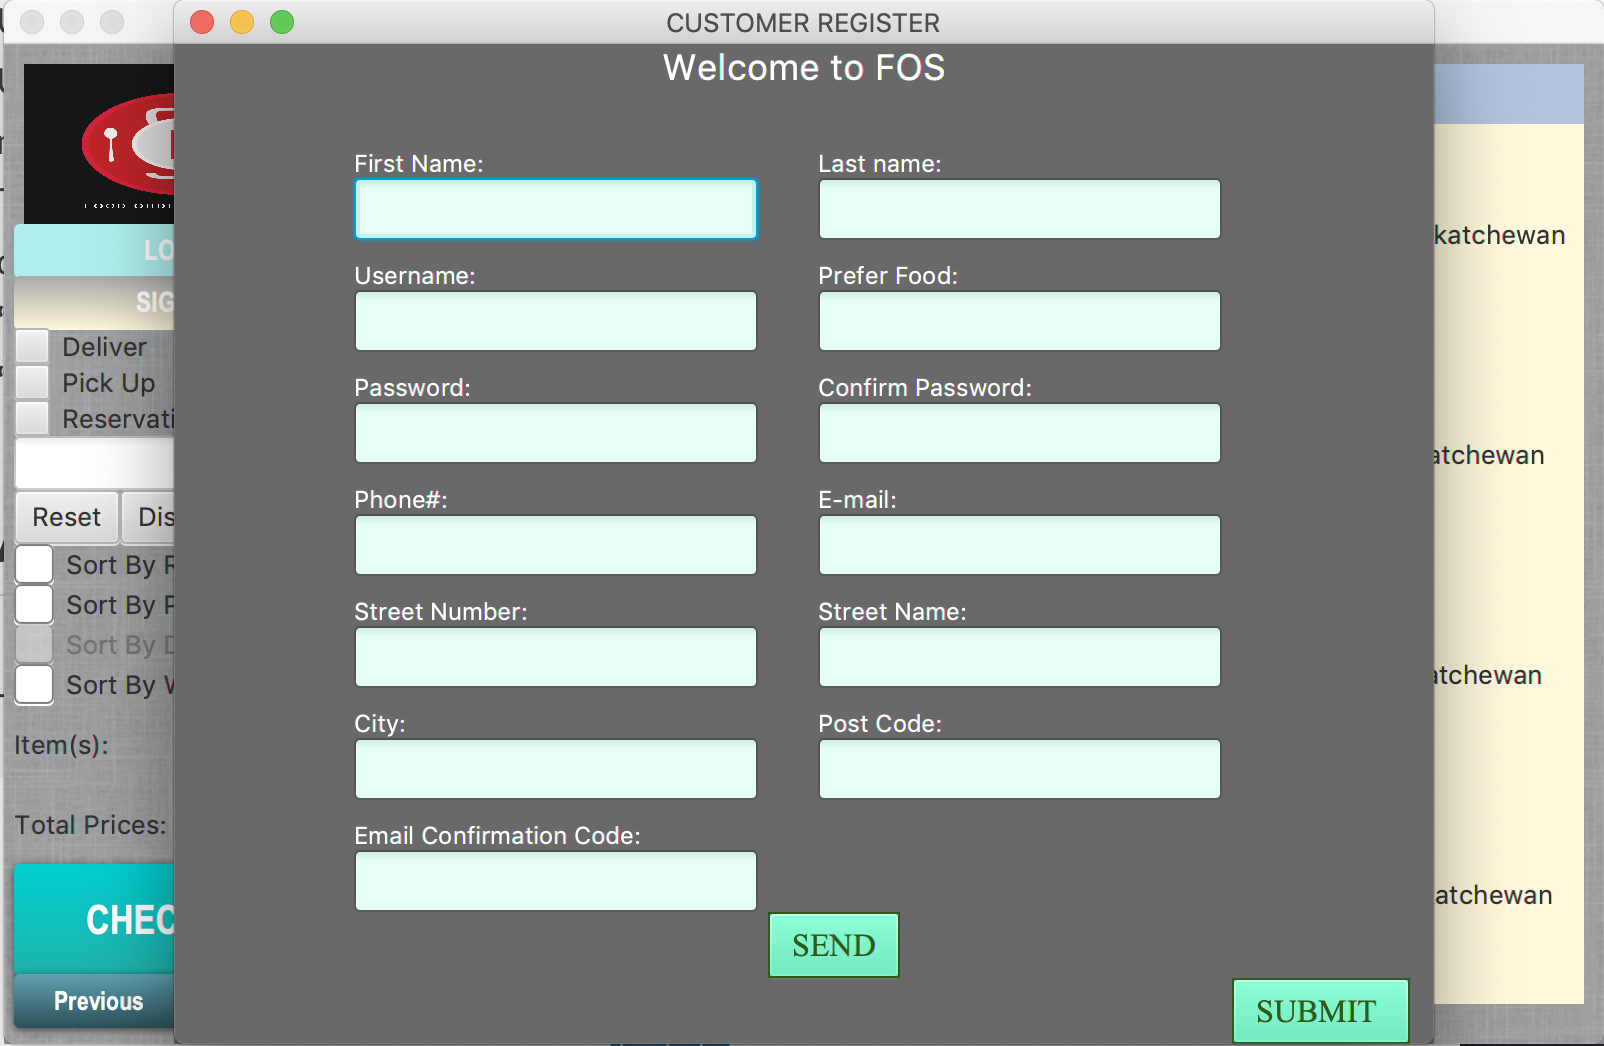 CUSTOMER REGISTER
Welcome to FOS
First Name:
Last name:
Username:
Prefer Food:
Password:
Confirm Password:
Phone#:
E-mail:
Street Number:
Street Name:
City:
Post Code:
Email Confirmation Code:
SEND
SUBMIT
LO
SIG
Deliver
Pick Up
Reservati
Reset
Dis
Sort By R
Sort By P
Sort By D
Sort By W
Item(s):
Total Prices:
CHEC
Previous
katchewan
atchewan
atchewan
atchewan